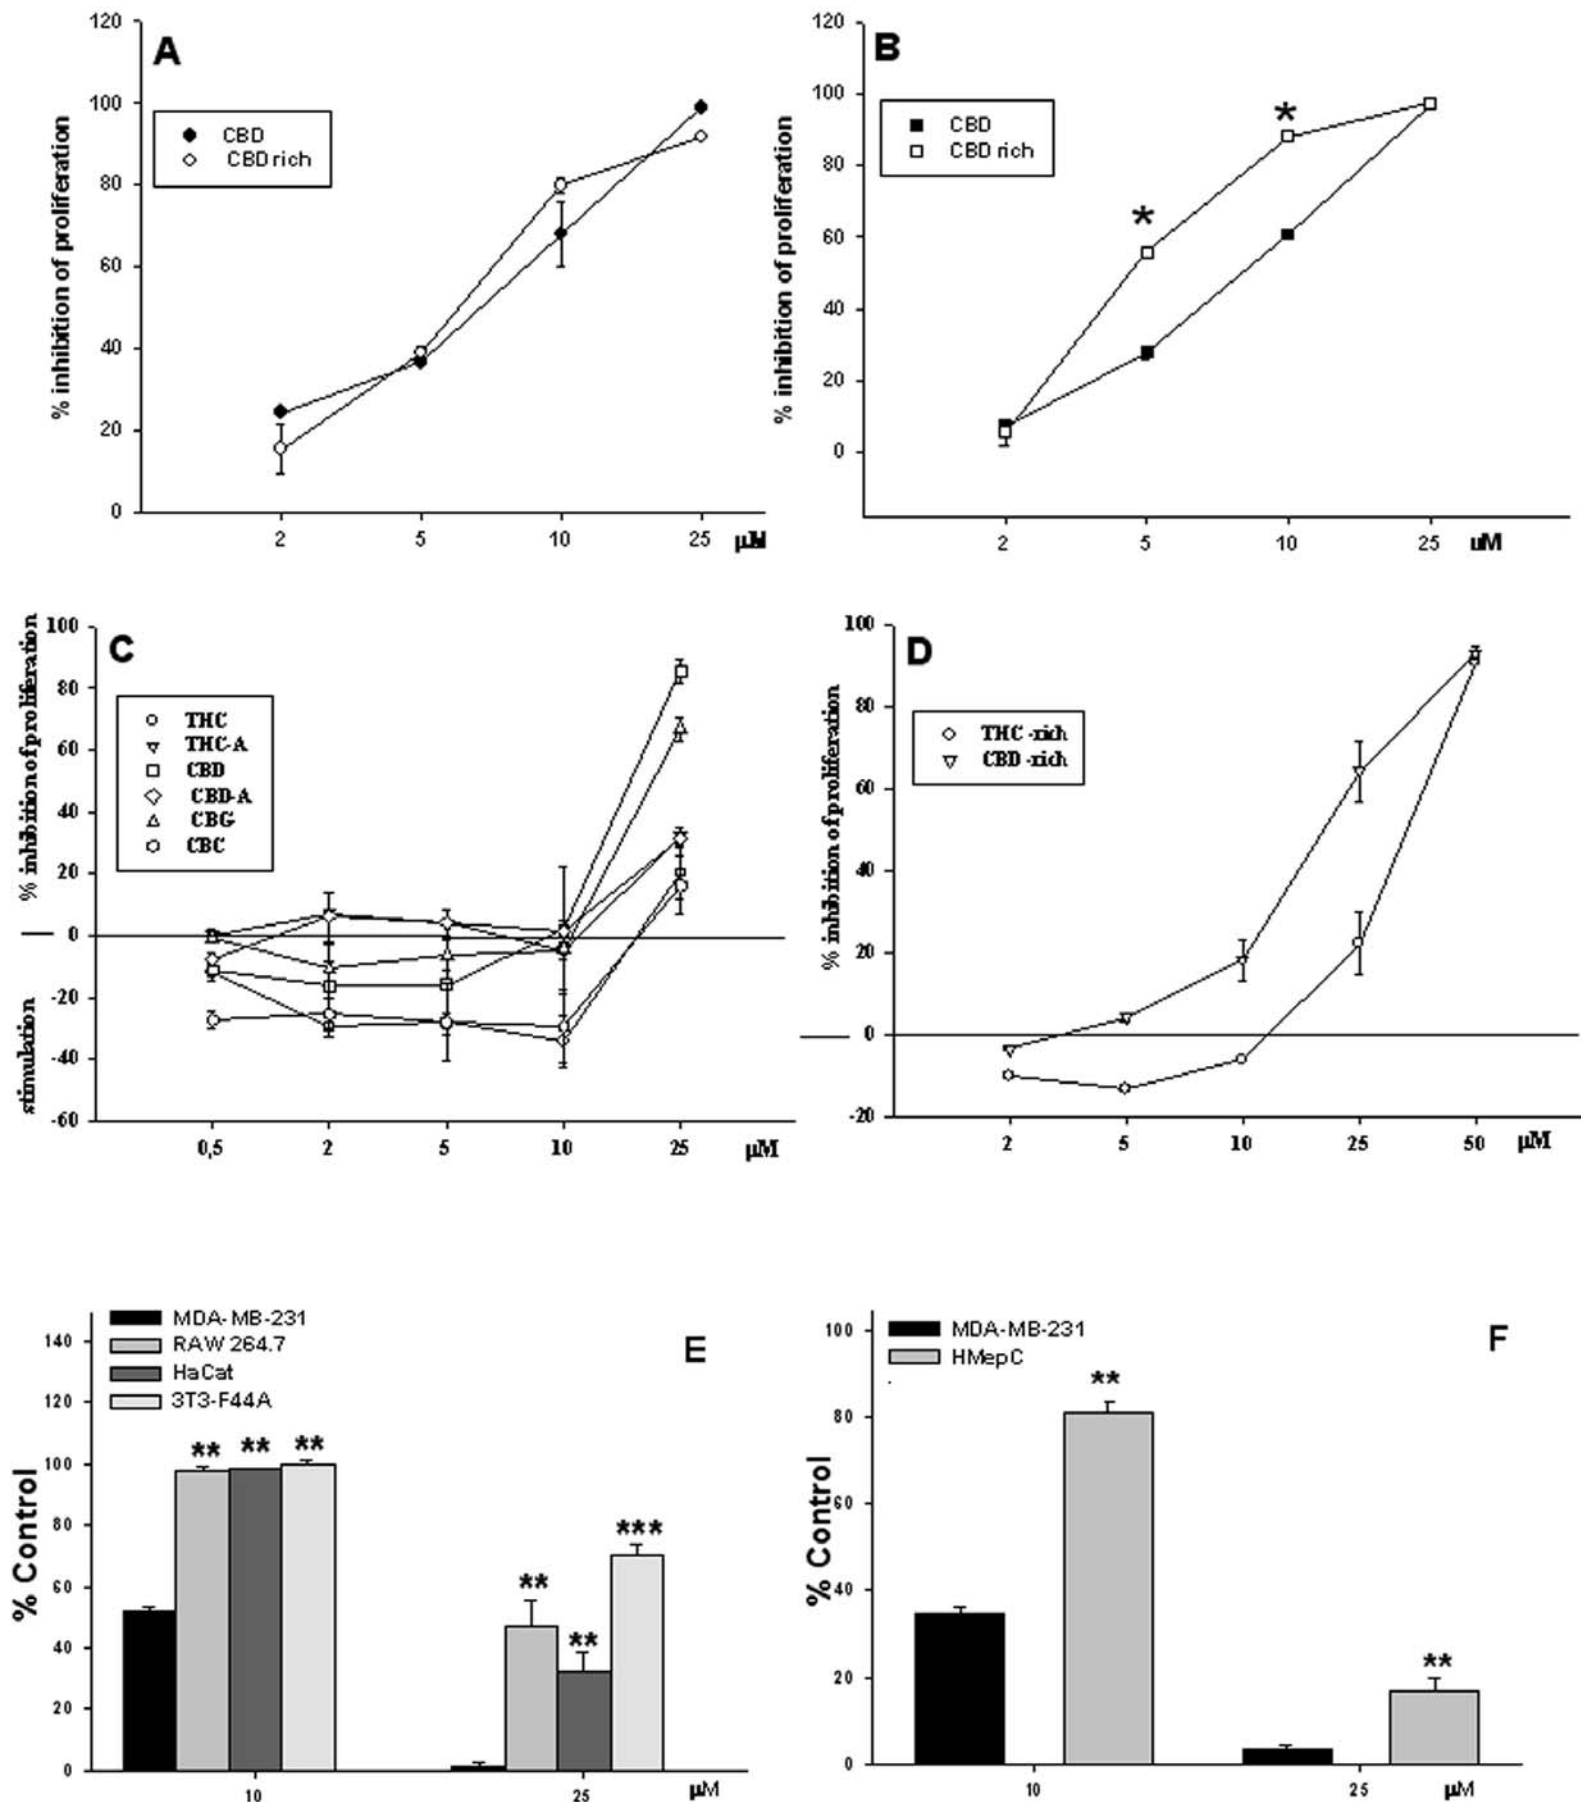 A
% inhibition of proliferation
120
100
80
60
40
20
0
CBD
CBD rich
2 5 10 25 µM
B
% inhibition of proliferation
120
100
80
60
40
20
0
CBD
CBD rich
*
*
2 5 10 25 uM
C
% inhibition of proliferation
stimulation
100
80
60
40
20
0
-20
-40
-60
THC
THC-A
CBD
CBD-A
CBG
CBC
0,5 2 5 10 25 µM
D
% inhibition of proliferation
100
80
60
40
20
0
-20
THC-rich
CBD-rich
2 5 10 25 50 µM
E
% Control
140
120
100
80
60
40
20
0
MDA-MB-231
RAW 264.7
HaCat
3T3-F44A
** ** **
** ** ***
10 25 µM
F
% Control
100
80
60
40
20
0
MDA-MB-231
HMepC
**
**
10 25 µM